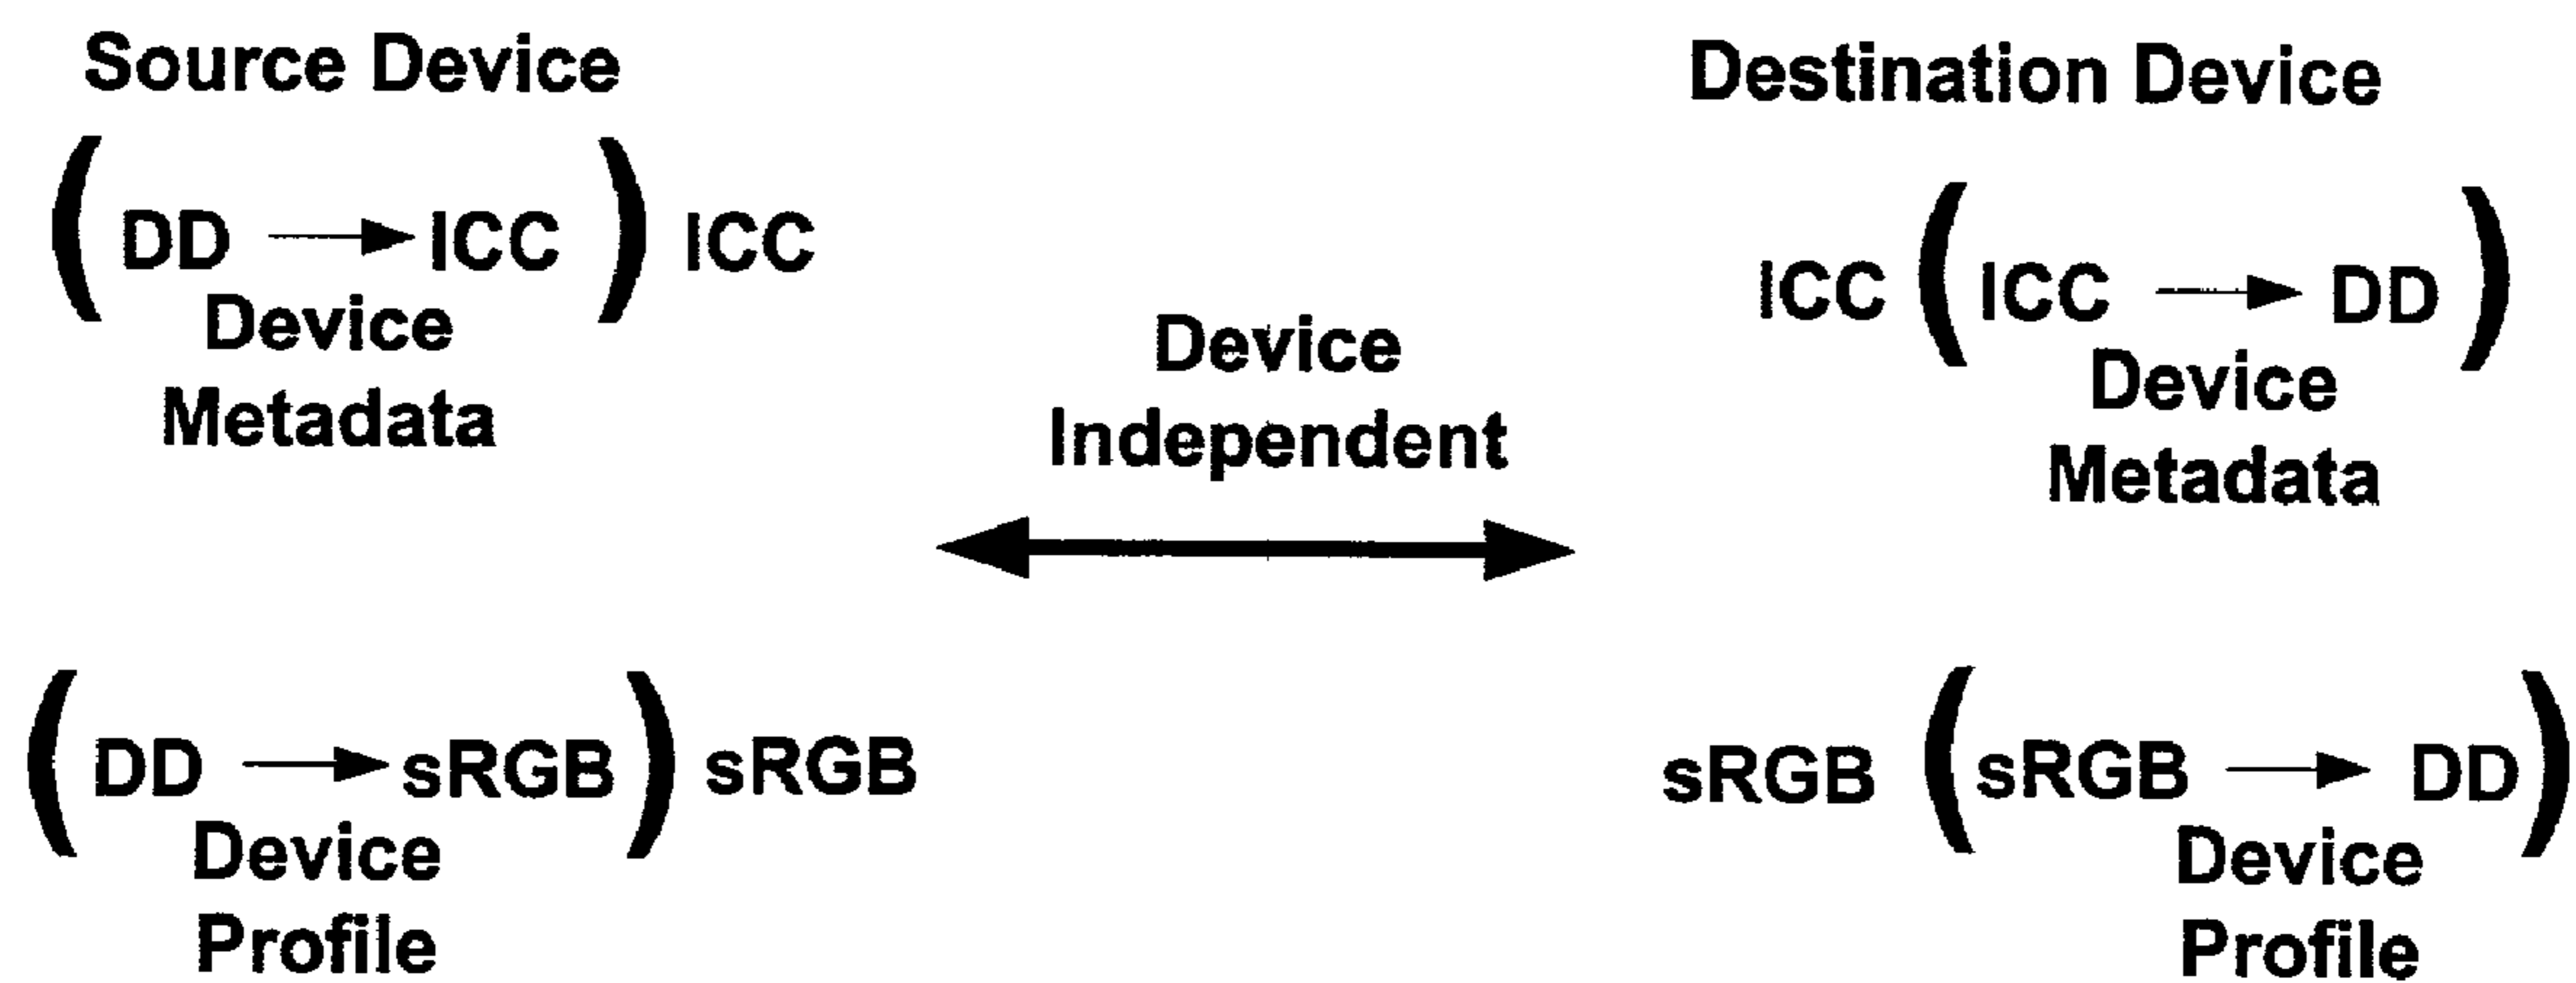 Source Device
( DD → ICC ) ICC
Device
Metadata
Device
Independent
Destination Device
ICC ( ICC → DD )
Device
Metadata
( DD → sRGB ) sRGB
Device
Profile
sRGB ( sRGB → DD )
Device
Profile